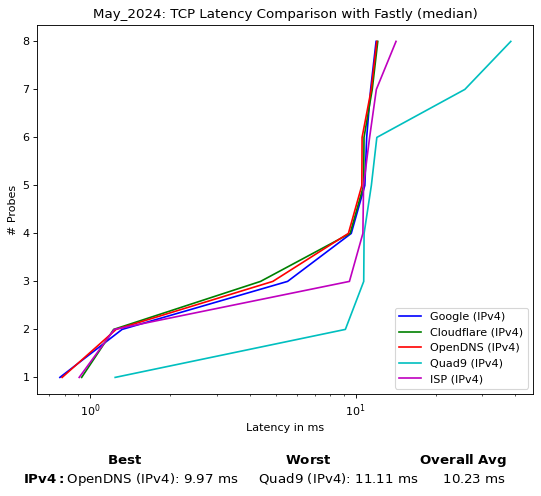 May_2024: TCP Latency Comparison with Fastly (median)
8
7
6
5
4
3
2
1
# Probes
Google (IPv4)
Cloudflare (IPv4)
OpenDNS (IPv4)
Quad9 (IPv4)
ISP (IPv4)
10⁰ 10¹
Latency in ms
Best Worst Overall Avg
IPv4: OpenDNS (IPv4): 9.97 ms Quad9 (IPv4): 11.11 ms 10.23 ms